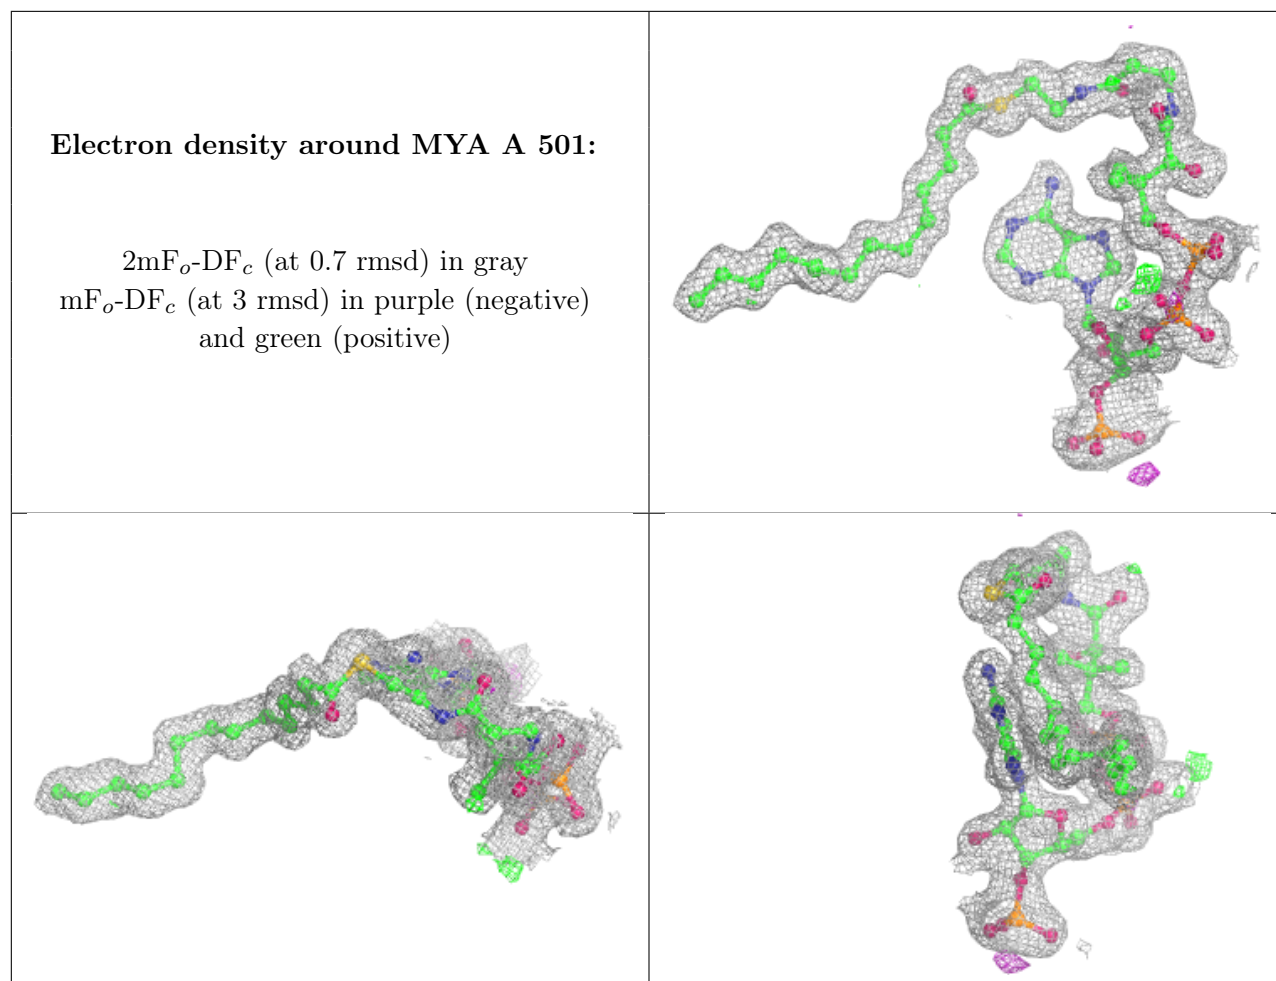 Electron density around MYA A 501:
2mFo-DFc (at 0.7 rmsd) in gray
mFo-DFc (at 3 rmsd) in purple (negative)
and green (positive)